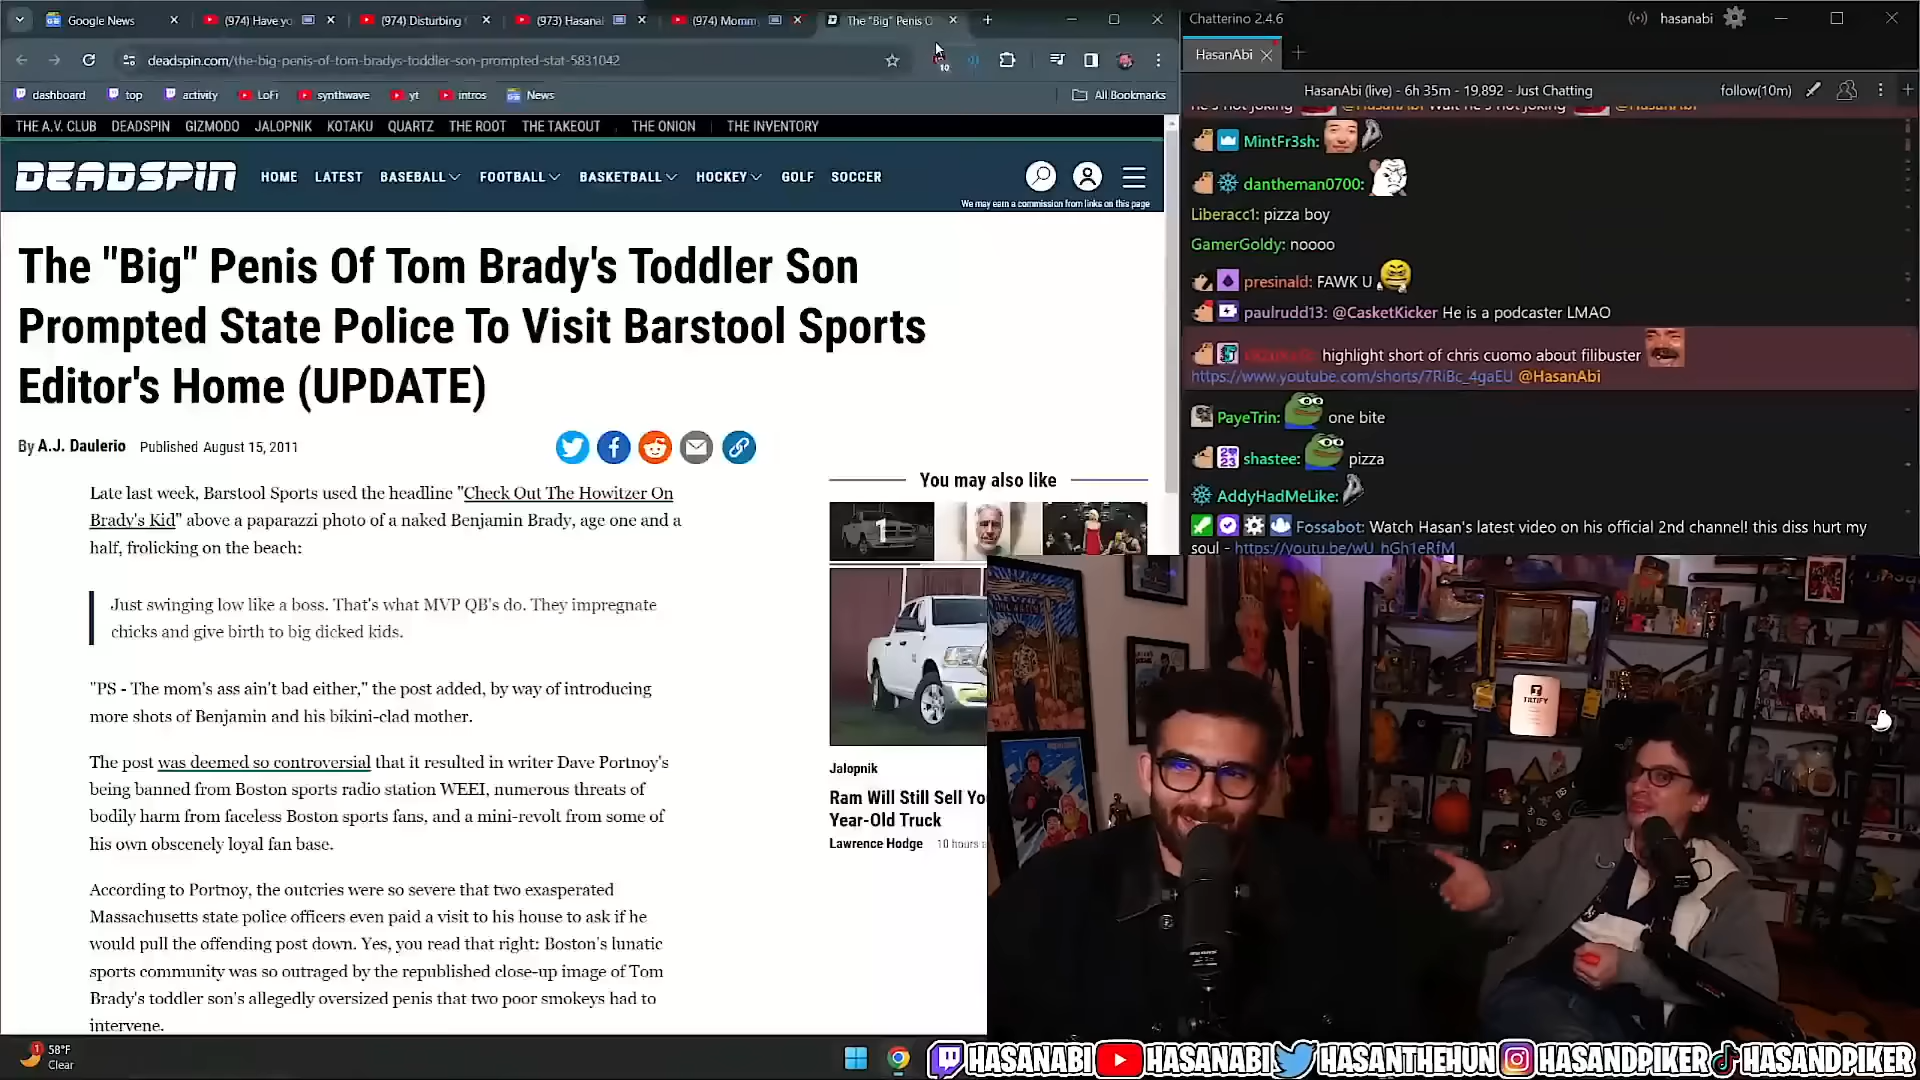 Google News
(974) Have yo
(974) Disturbing
(973) Hasanal
(974) Mommy
The "Big" Penis O
deadspin.com/the-big-penis-of-tom-bradys-toddler-son-prompted-stat-5831042
10
dashboard
top
activity
LoFi
synthwave
yt
intros
News
All Bookmarks
THE A.V. CLUB DEADSPIN GIZMODO JALOPNIK KOTAKU QUARTZ THE ROOT THE TAKEOUT THE ONION THE INVENTORY
DEADSPIN
HOME LATEST BASEBALL FOOTBALL BASKETBALL HOCKEY GOLF SOCCER
We may earn a commission from links on this page
The "Big" Penis Of Tom Brady's Toddler Son
Prompted State Police To Visit Barstool Sports
Editor's Home (UPDATE)
By A.J. Daulerio Published August 15, 2011
Late last week, Barstool Sports used the headline "Check Out The Howitzer On
Brady's Kid" above a paparazzi photo of a naked Benjamin Brady, age one and a
half, frolicking on the beach:
Just swinging low like a boss. That's what MVP QB's do. They impregnate
chicks and give birth to big dicked kids.
"PS - The mom's ass ain't bad either," the post added, by way of introducing
more shots of Benjamin and his bikini-clad mother.
The post was deemed so controversial that it resulted in writer Dave Portnoy's
being banned from Boston sports radio station WEEI, numerous threats of
bodily harm from faceless Boston sports fans, and a mini-revolt from some of
his own obscenely loyal fan base.
According to Portnoy, the outcries were so severe that two exasperated
Massachusetts state police officers even paid a visit to his house to ask if he
would pull the offending post down. Yes, you read that right: Boston's lunatic
sports community was so outraged by the republished close-up image of Tom
Brady's toddler son's allegedly oversized penis that two poor smokeys had to
intervene.
You may also like
1
Jalopnik
Ram Will Still Sell Yo
Year-Old Truck
Lawrence Hodge 10 hours a
Chatterino 2.4.6
hasanabi
HasanAbi
HasanAbi (live) - 6h 35m - 19,892 - Just Chatting
follow(10m)
he's not joking @HasanAbi Wait he's not joking @HasanAbi
MintFr3sh:
dantheman0700:
Liberacc1: pizza boy
GamerGoldy: noooo
presinald: FAWK U
paulrudd13: @CasketKicker He is a podcaster LMAO
highlight short of chris cuomo about filibuster
https://www.youtube.com/shorts/7RiBc_4gaEU @HasanAbi
PayeTrin: one bite
shastee: pizza
AddyHadMeLike:
Fossabot: Watch Hasan's latest video on his official 2nd channel! this diss hurt my
soul - https://youtu.be/wU_hGh1eRfM
TILTIFY
1
58°F
Clear
HASANABI HASANABI HASANTHEHUN HASANDPIKER HASANDPIKER